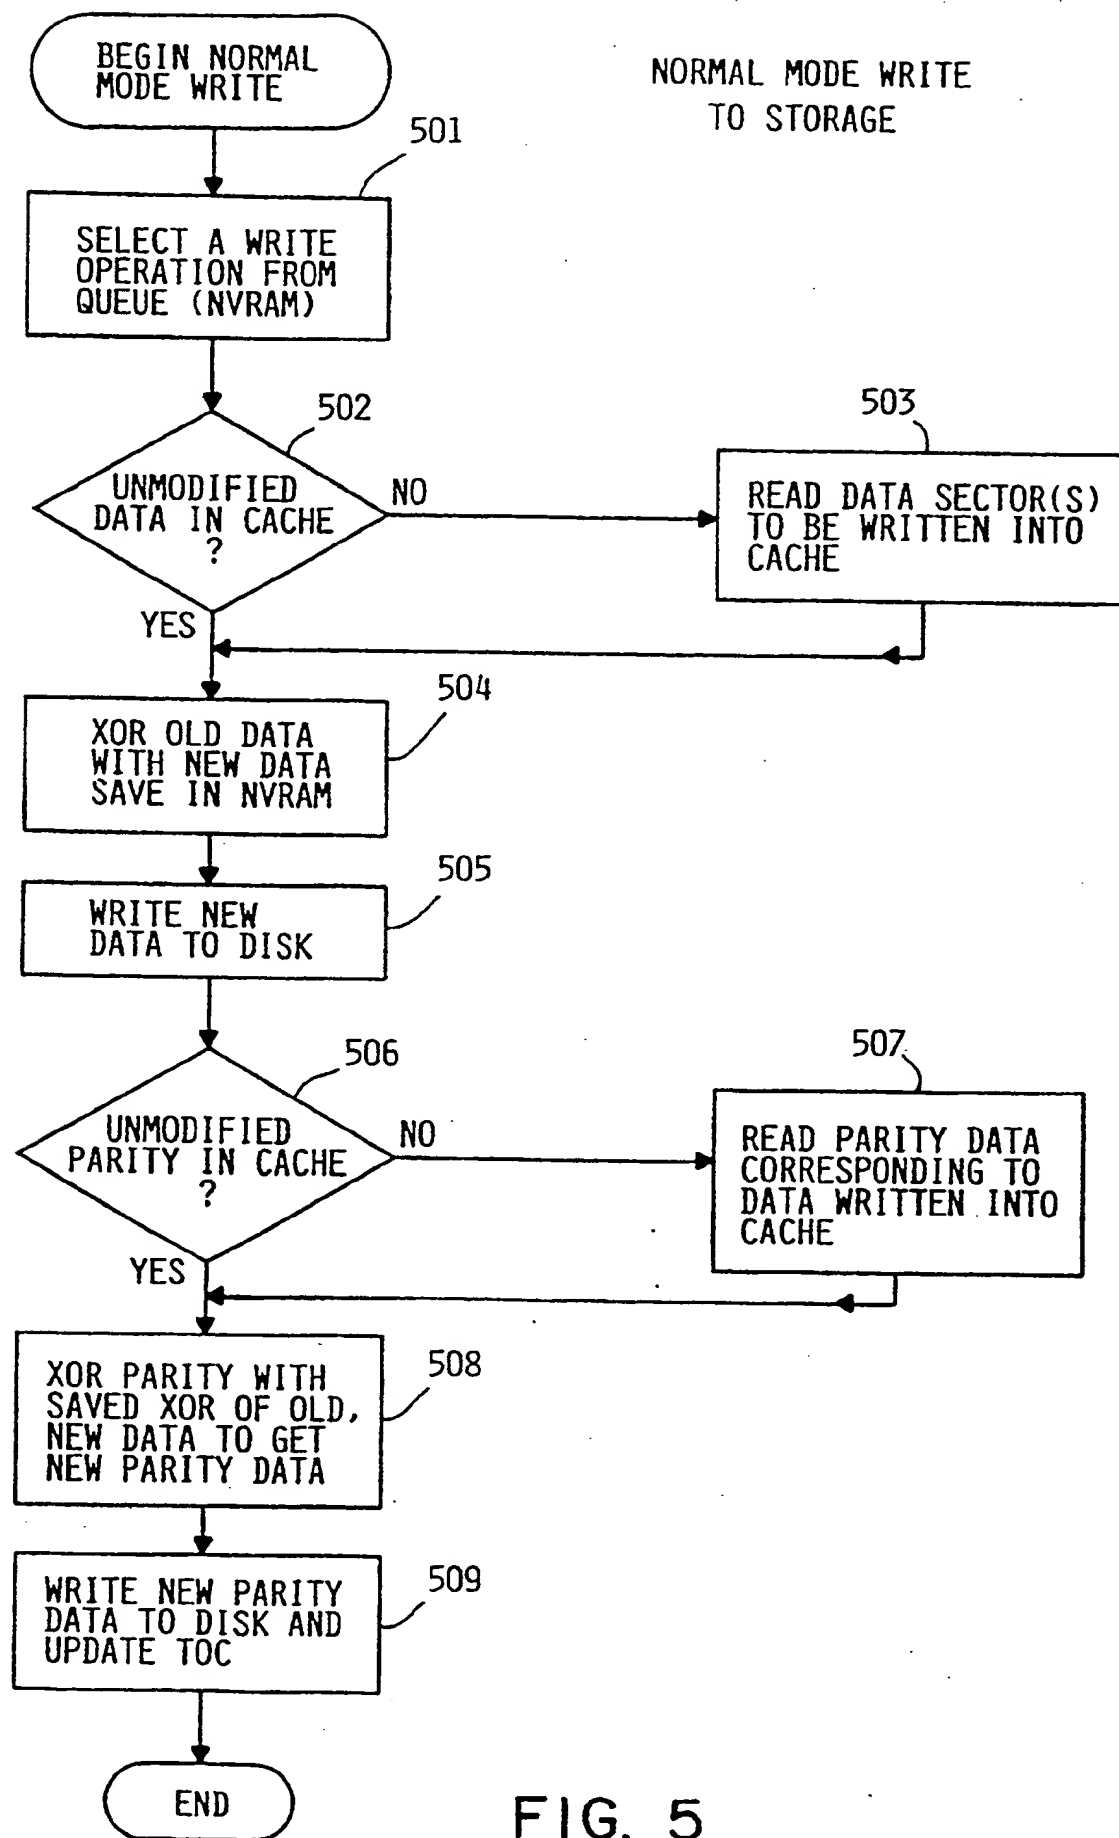 BEGIN NORMAL
MODE WRITE
NORMAL MODE WRITE
TO STORAGE
501
SELECT A WRITE
OPERATION FROM
QUEUE (NVRAM)
502
UNMODIFIED
DATA IN CACHE
?
NO
YES
503
READ DATA SECTOR(S)
TO BE WRITTEN INTO
CACHE
504
XOR OLD DATA
WITH NEW DATA
SAVE IN NVRAM
505
WRITE NEW
DATA TO DISK
506
UNMODIFIED
PARITY IN CACHE
?
NO
YES
507
READ PARITY DATA
CORRESPONDING TO
DATA WRITTEN INTO
CACHE
508
XOR PARITY WITH
SAVED XOR OF OLD,
NEW DATA TO GET
NEW PARITY DATA
509
WRITE NEW PARITY
DATA TO DISK AND
UPDATE TOC
END
FIG. 5